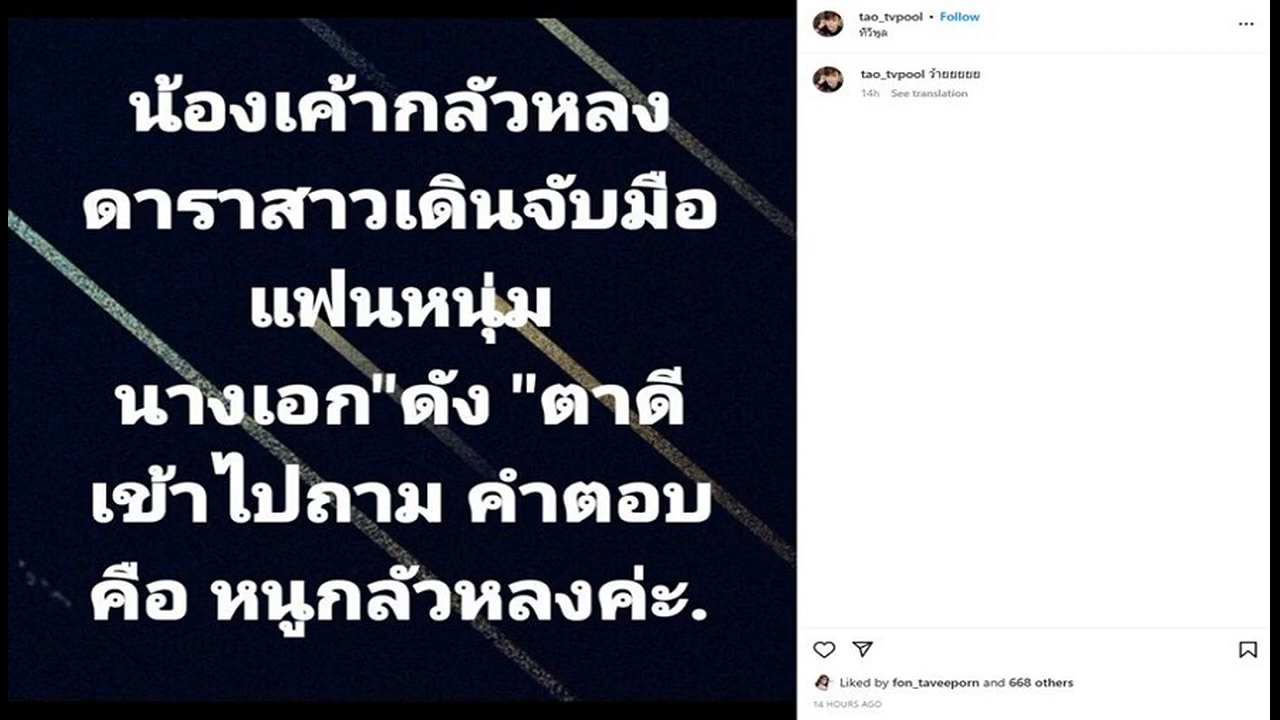 น้องเค้ากลัวหลง
ดาราสาวเดินจับมือ
แฟนหนุ่ม
นางเอก"ดัง "ตาดี
เข้าไปถาม คำตอบ
คือ หนูกลัวหลงค่ะ.
tao_tvpool • Follow
ทีวีพูล
tao_tvpool ว้ายยยยย
14h See translation
Liked by fon_taveeporn and 668 others
14 HOURS AGO